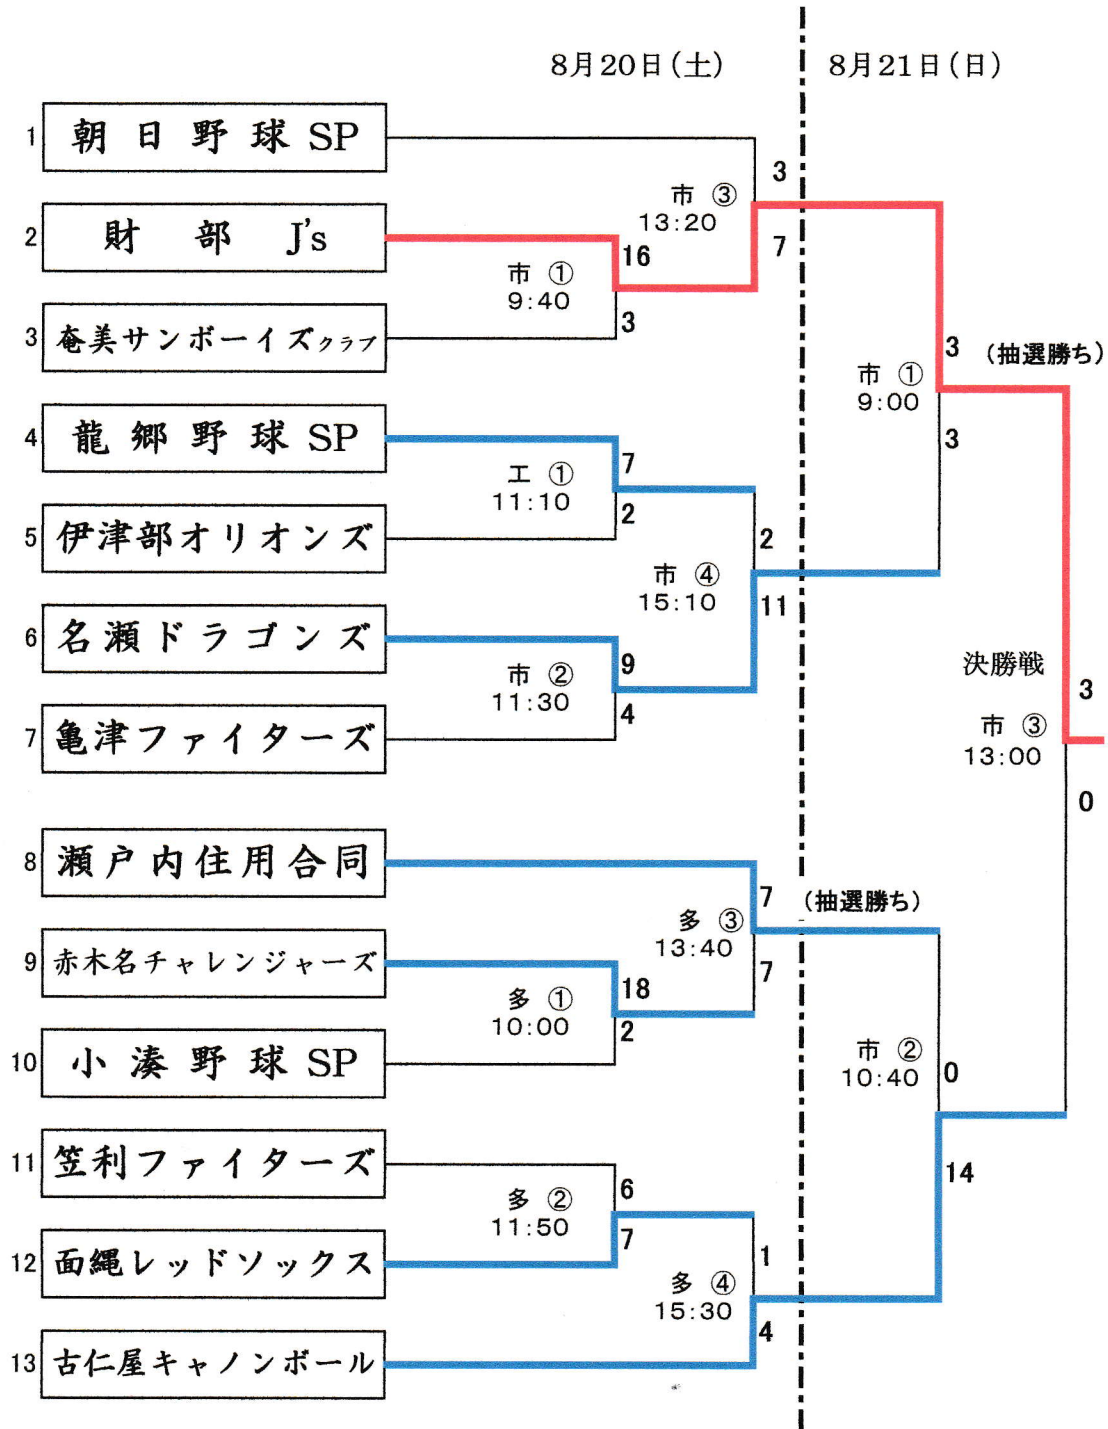 8月20日(土)
8月21日(日)
1 朝日野球SP
3
市 ③
13:20
2 財部 J's
7
16
市 ①
9:40
3
3 奄美サンボーイズクラブ
3 (抽選勝ち)
市 ①
9:00
3
4 龍郷野球SP
7
エ ①
11:10
2
5 伊津部オリオンズ
2
市 ④
15:10
11
6 名瀬ドラゴンズ
9
市 ②
11:30
4
7 亀津ファイターズ
決勝戦
3
市 ③
13:00
0
8 瀬戸内住用合同
7 (抽選勝ち)
多 ③
13:40
7
9 赤木名チャレンジャーズ
18
多 ①
10:00
2
10 小湊野球SP
市 ②
10:40
0
14
11 笠利ファイターズ
6
多 ②
11:50
7
12 面縄レッドソックス
1
多 ④
15:30
4
13 古仁屋キャノンボール